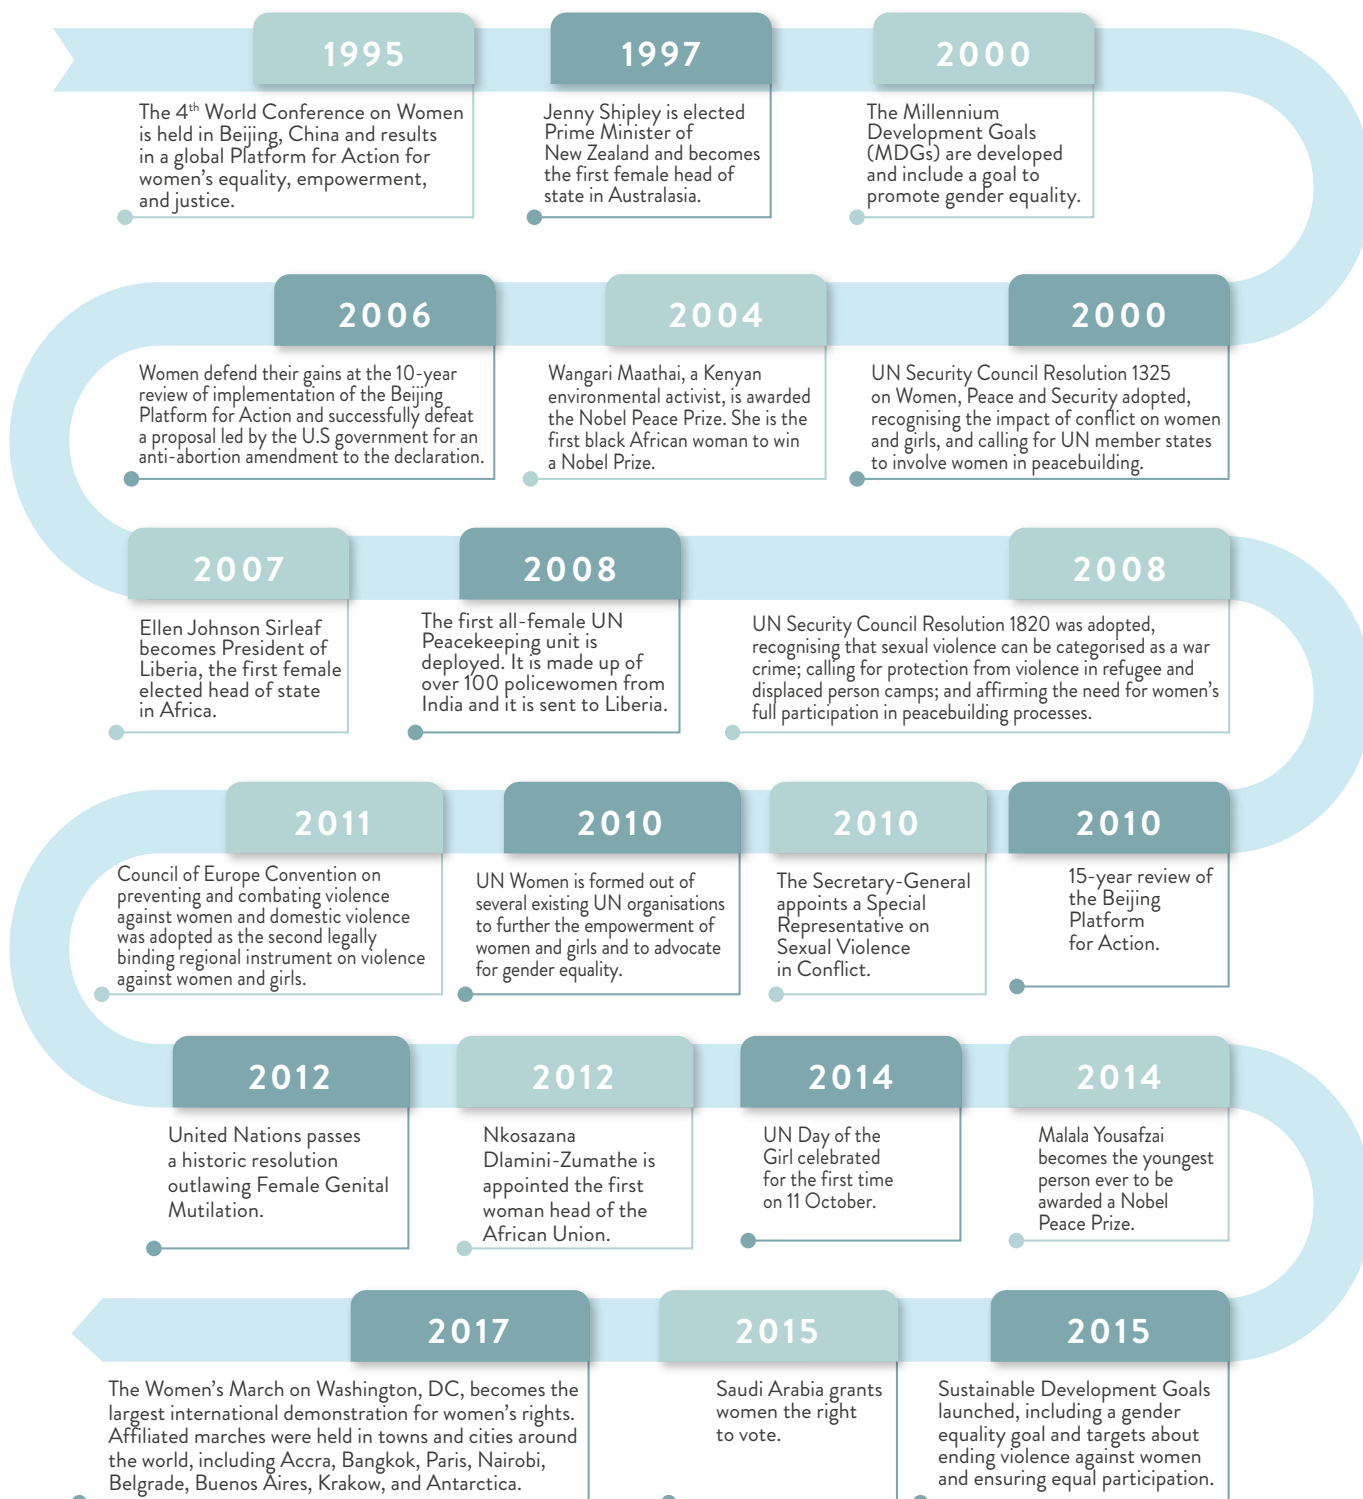 1995
The 4th World Conference on Women
is held in Beijing, China and results
in a global Platform for Action for
women's equality, empowerment,
and justice.
1997
Jenny Shipley is elected
Prime Minister of
New Zealand and becomes
the first female head of
state in Australasia.
2000
The Millennium
Development Goals
(MDGs) are developed
and include a goal to
promote gender equality.
2000
UN Security Council Resolution 1325
on Women, Peace and Security adopted,
recognising the impact of conflict on women
and girls, and calling for UN member states
to involve women in peacebuilding.
2004
Wangari Maathai, a Kenyan
environmental activist, is awarded
the Nobel Peace Prize. She is the
first black African woman to win
a Nobel Prize.
2006
Women defend their gains at the 10-year
review of implementation of the Beijing
Platform for Action and successfully defeat
a proposal led by the U.S government for an
anti-abortion amendment to the declaration.
2007
Ellen Johnson Sirleaf
becomes President of
Liberia, the first female
elected head of state
in Africa.
2008
The first all-female UN
Peacekeeping unit is
deployed. It is made up of
over 100 policewomen from
India and it is sent to Liberia.
2008
UN Security Council Resolution 1820 was adopted,
recognising that sexual violence can be categorised as a war
crime; calling for protection from violence in refugee and
displaced person camps; and affirming the need for women's
full participation in peacebuilding processes.
2010
15-year review of
the Beijing
Platform
for Action.
2010
The Secretary-General
appoints a Special
Representative on
Sexual Violence
in Conflict.
2010
UN Women is formed out of
several existing UN organisations
to further the empowerment of
women and girls and to advocate
for gender equality.
2011
Council of Europe Convention on
preventing and combating violence
against women and domestic violence
was adopted as the second legally
binding regional instrument on violence
against women and girls.
2012
United Nations passes
a historic resolution
outlawing Female Genital
Mutilation.
2012
Nkosazana
Dlamini-Zumathe is
appointed the first
woman head of the
African Union.
2014
UN Day of the
Girl celebrated
for the first time
on 11 October.
2014
Malala Yousafzai
becomes the youngest
person ever to be
awarded a Nobel
Peace Prize.
2015
Sustainable Development Goals
launched, including a gender
equality goal and targets about
ending violence against women
and ensuring equal participation.
2015
Saudi Arabia grants
women the right
to vote.
2017
The Women's March on Washington, DC, becomes the
largest international demonstration for women's rights.
Affiliated marches were held in towns and cities around
the world, including Accra, Bangkok, Paris, Nairobi,
Belgrade, Buenos Aires, Krakow, and Antarctica.